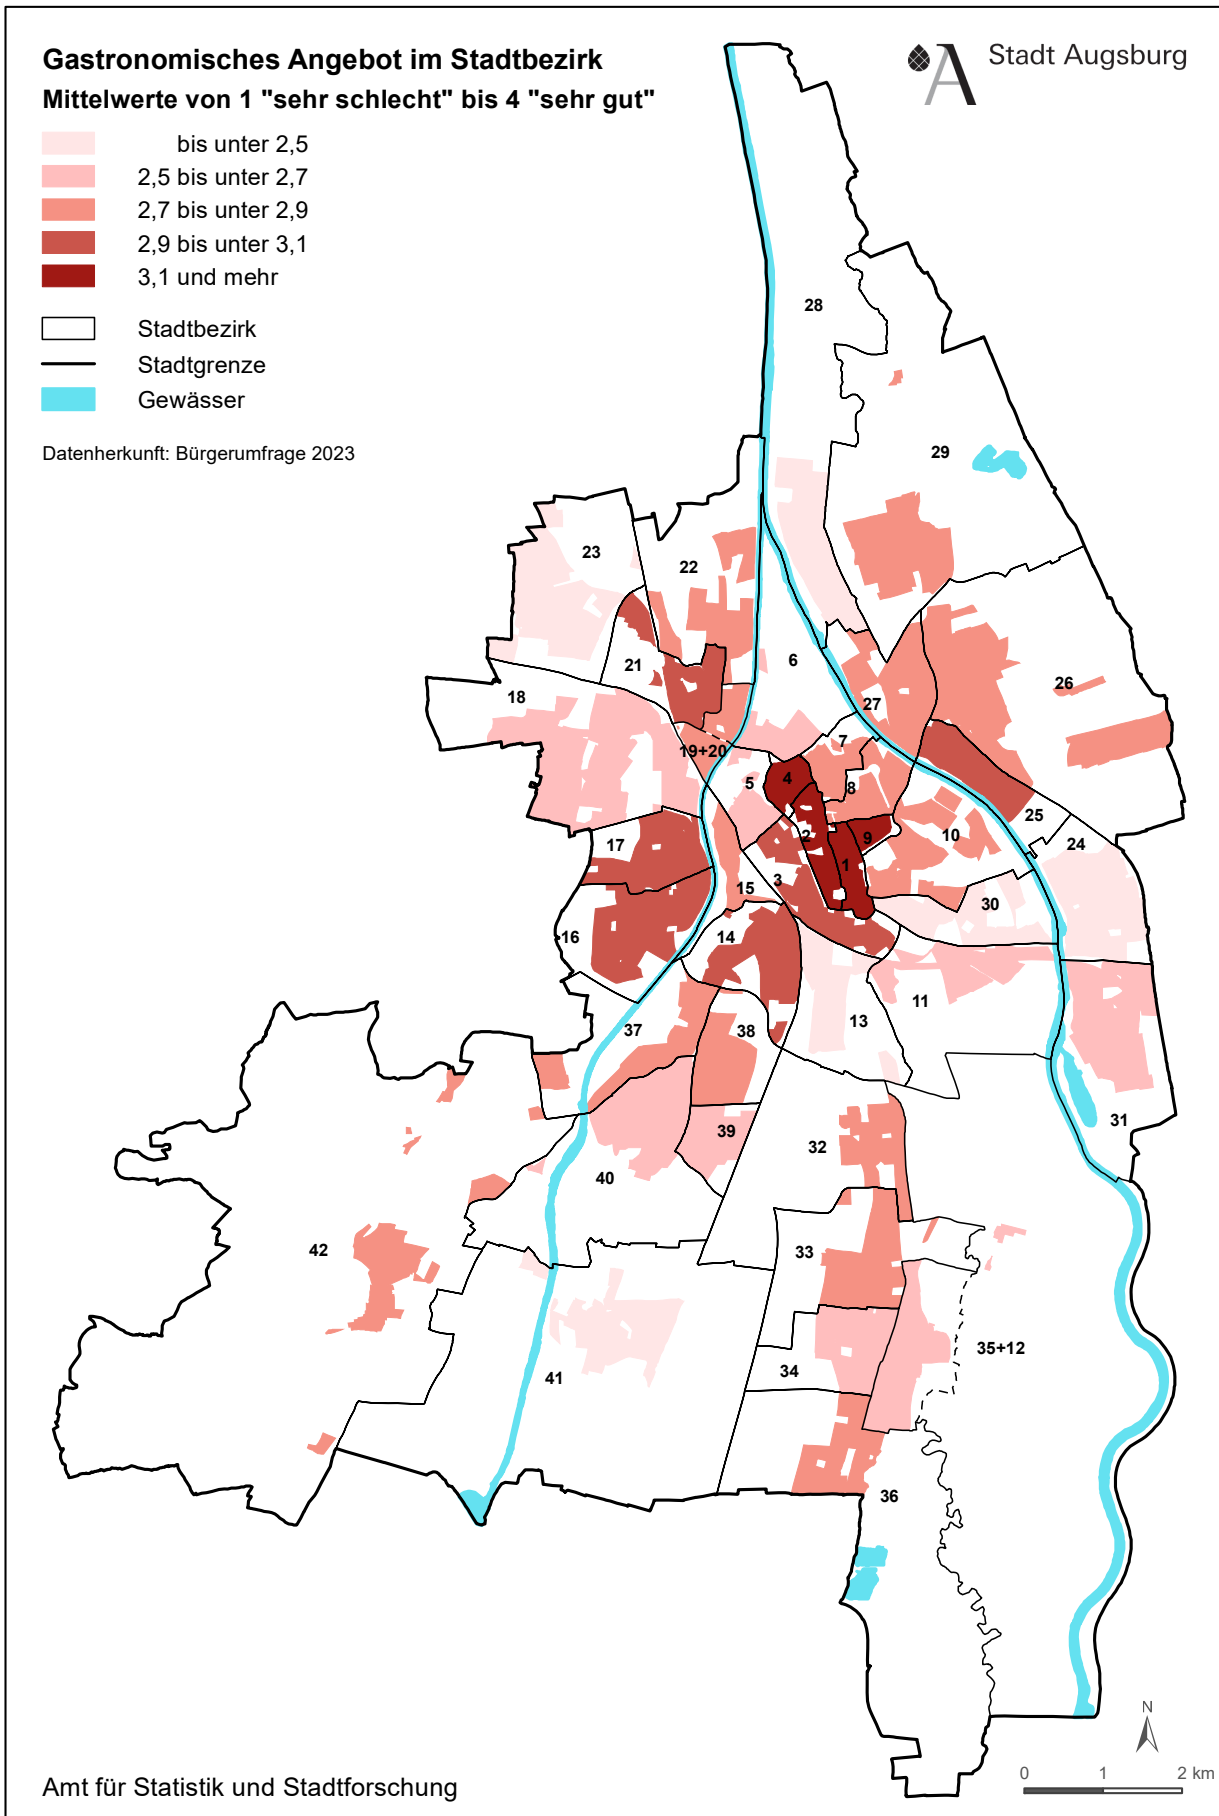 Gastronomisches Angebot im Stadtbezirk
Mittelwerte von 1 "sehr schlecht" bis 4 "sehr gut"
bis unter 2,5
2,5 bis unter 2,7
2,7 bis unter 2,9
2,9 bis unter 3,1
3,1 und mehr
Stadtbezirk
Stadtgrenze
Gewässer
Datenherkunft: Bürgerumfrage 2023
A Stadt Augsburg
28
29
23
22
21
6
26
18
27
7
19+20
4
5
8
25
2
9
10
24
17
1
3
15
30
16
14
11
13
37
38
31
39
32
40
42
33
35+12
34
41
36
N
0 1 2 km
Amt für Statistik und Stadtforschung